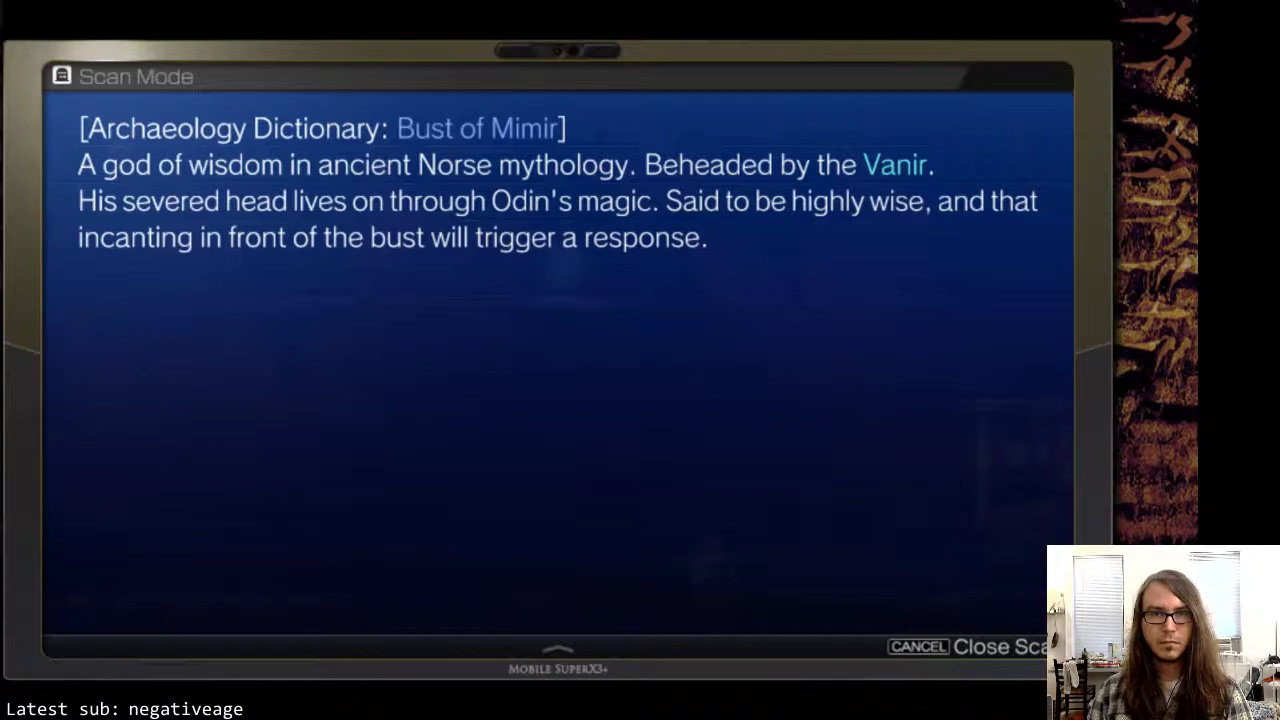 Scan Mode
[Archaeology Dictionary: Bust of Mimir]
A god of wisdom in ancient Norse mythology. Beheaded by the Vanir.
His severed head lives on through Odin's magic. Said to be highly wise, and that
incanting in front of the bust will trigger a response.
CANCEL Close Sca
MOBILE SUPERX3+
Latest sub: negativeage